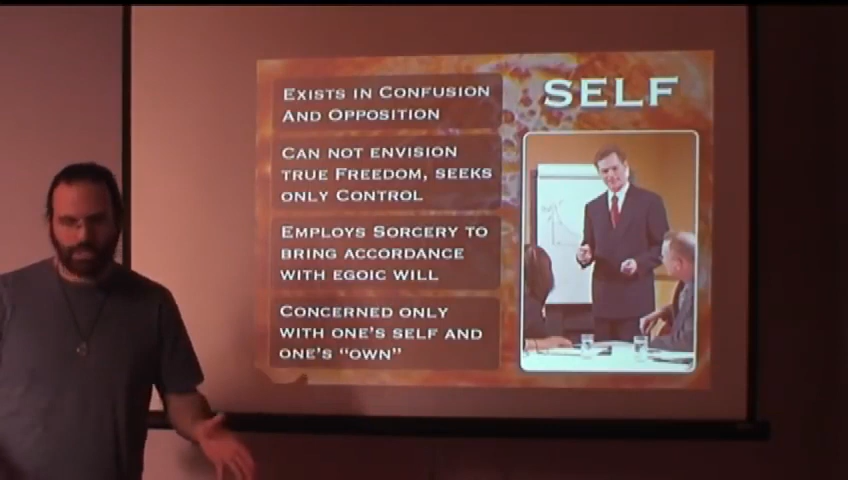 SELF
EXISTS IN CONFUSION
AND OPPOSITION
CAN NOT ENVISION
TRUE FREEDOM, SEEKS
ONLY CONTROL
EMPLOYS SORCERY TO
BRING ACCORDANCE
WITH EGOIC WILL
CONCERNED ONLY
WITH ONE'S SELF AND
ONE'S "OWN"